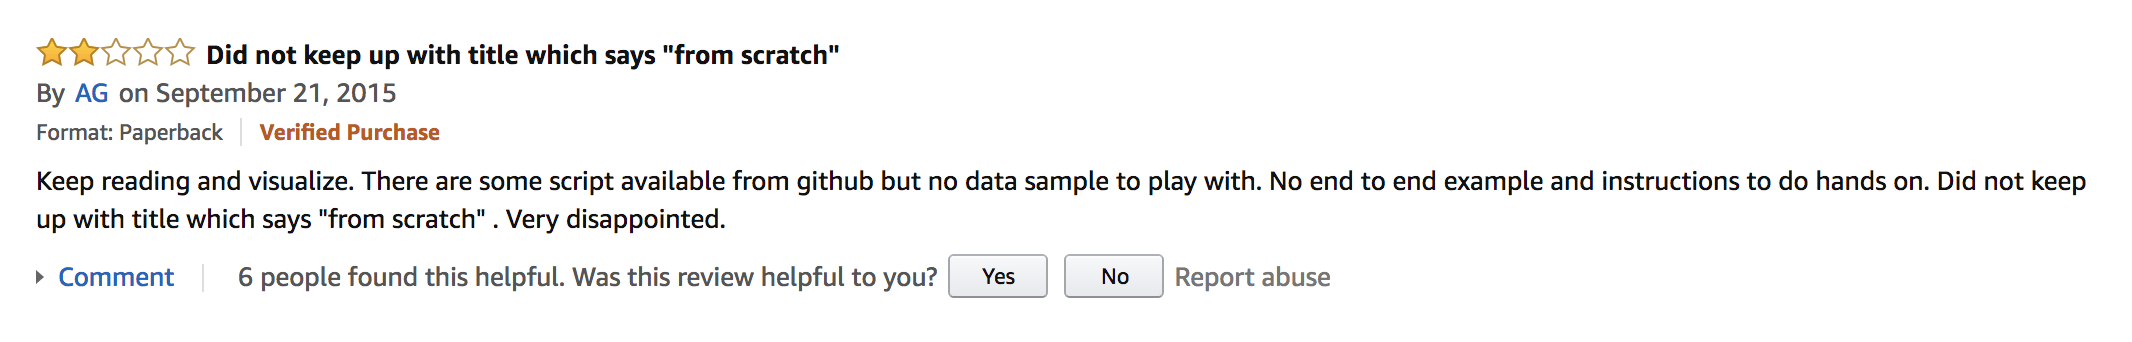 Did not keep up with title which says "from scratch"
By AG on September 21, 2015
Format: Paperback Verified Purchase
Keep reading and visualize. There are some script available from github but no data sample to play with. No end to end example and instructions to do hands on. Did not keep
up with title which says "from scratch" . Very disappointed.
Comment 6 people found this helpful. Was this review helpful to you? Yes No Report abuse